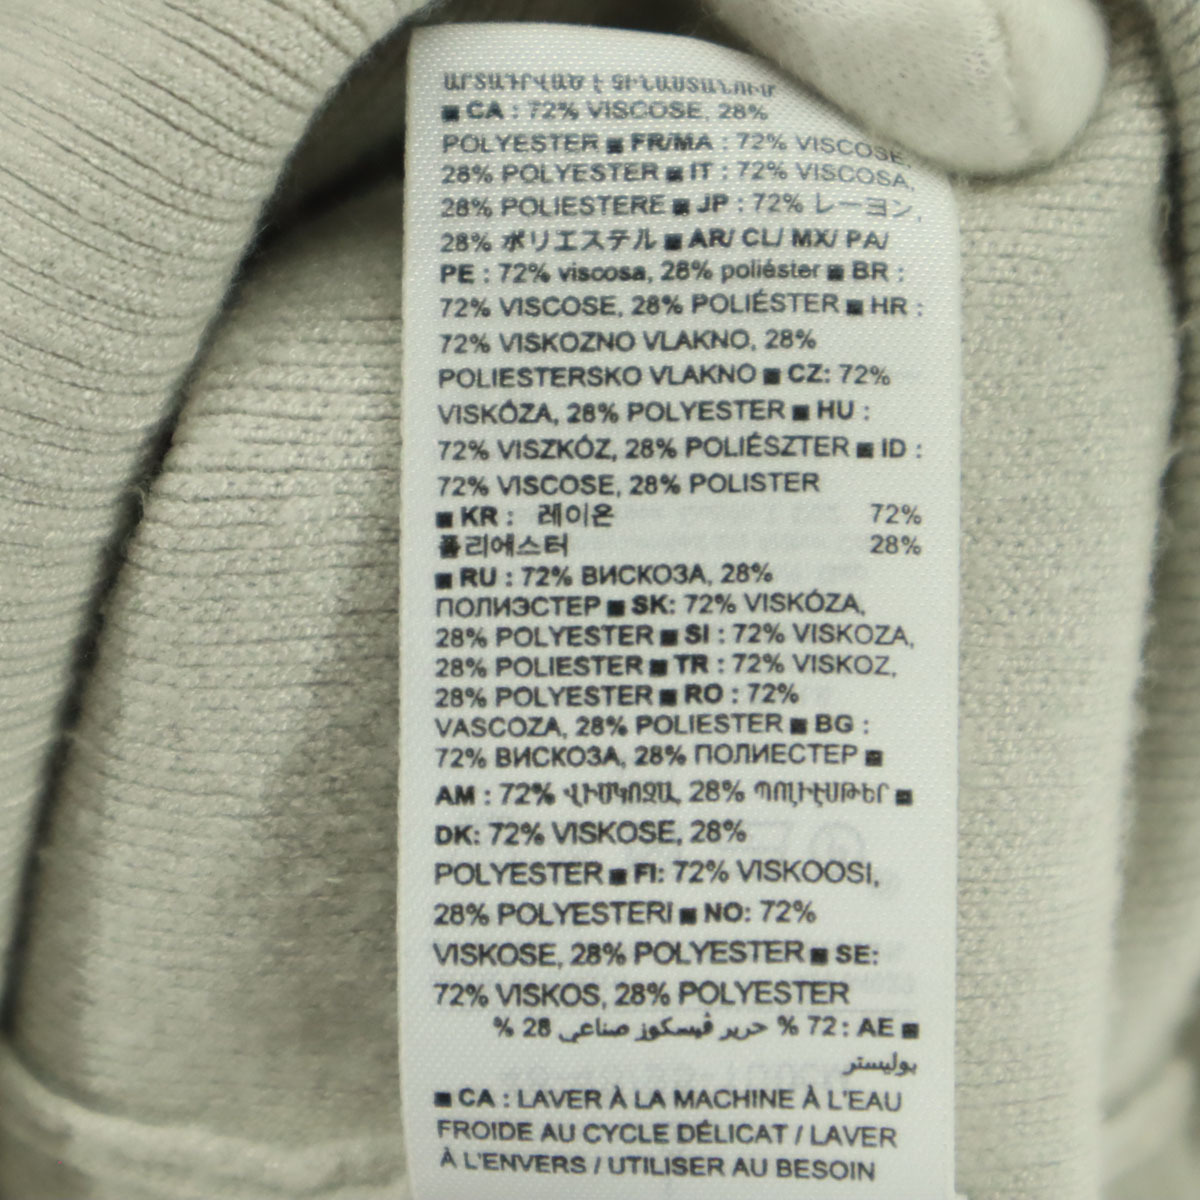 ԱՐՏԱԴՐՎԱԾ Է ՉԻՆԱՍՏԱՆՈՒՄ
■ CA : 72% VISCOSE, 28%
POLYESTER ■ FR/MA : 72% VISCOSE,
28% POLYESTER ■ IT : 72% VISCOSA,
28% POLIESTERE ■ JP : 72% レーヨン,
28% ポリエステル ■ AR/ CL/ MX/ PA/
PE : 72% viscosa, 28% poliéster ■ BR :
72% VISCOSE, 28% POLIÉSTER ■ HR :
72% VISKOZNO VLAKNO, 28%
POLIESTERSKO VLAKNO ■ CZ: 72%
VISKÓZA, 28% POLYESTER ■ HU :
72% VISZKÓZ, 28% POLIÉSZTER ■ ID :
72% VISCOSE, 28% POLISTER
■ KR : 레이온 72%
폴리에스터 28%
■ RU : 72% ВИСКОЗА, 28%
ПОЛИЭСТЕР ■ SK: 72% VISKÓZA,
28% POLYESTER ■ SI : 72% VISKOZA,
28% POLIESTER ■ TR : 72% VISKOZ,
28% POLYESTER ■ RO : 72%
VASCOZA, 28% POLIESTER ■ BG :
72% ВИСКОЗА, 28% ПОЛИЕСТЕР ■
AM : 72% ՎԻՍԿՈԶԱ, 28% ՊՈԼԻԷՍԹԵՐ ■
DK: 72% VISKOSE, 28%
POLYESTER ■ FI: 72% VISKOOSI,
28% POLYESTERI ■ NO: 72%
VISKOSE, 28% POLYESTER ■ SE:
72% VISKOS, 28% POLYESTER
■ AE : 72 % حرير ڤيسكوز صناعي 28 %
بوليستر
■ CA : LAVER À LA MACHINE À L'EAU
FROIDE AU CYCLE DÉLICAT / LAVER
À L'ENVERS / UTILISER AU BESOIN